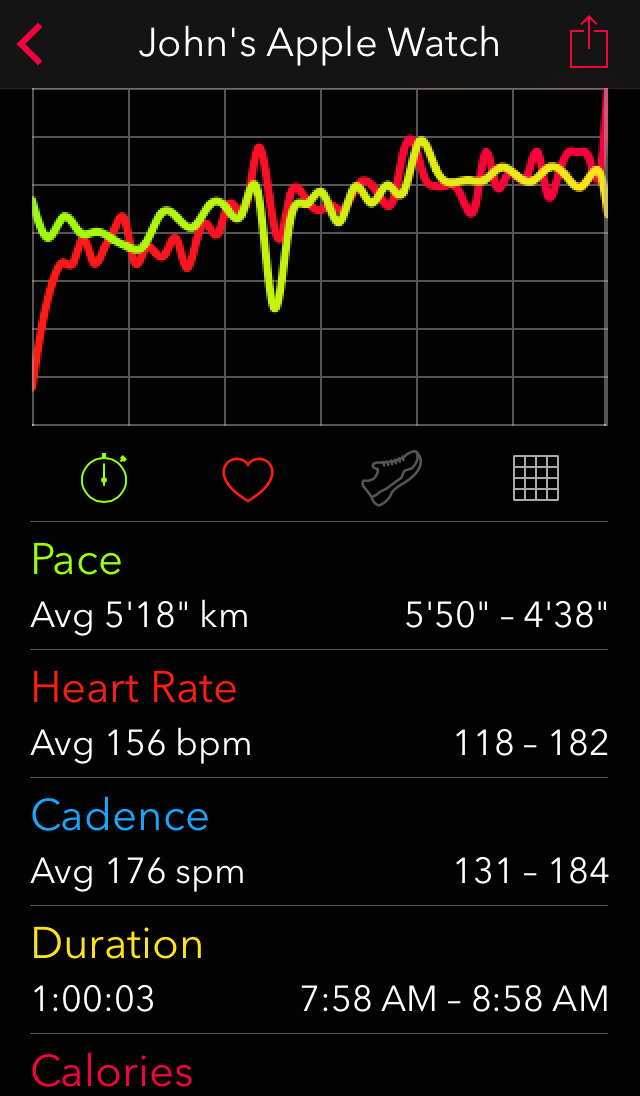 John's Apple Watch
Pace
Avg 5'18" km 5'50" – 4'38"
Heart Rate
Avg 156 bpm 118 – 182
Cadence
Avg 176 spm 131 – 184
Duration
1:00:03 7:58 AM – 8:58 AM
Calories